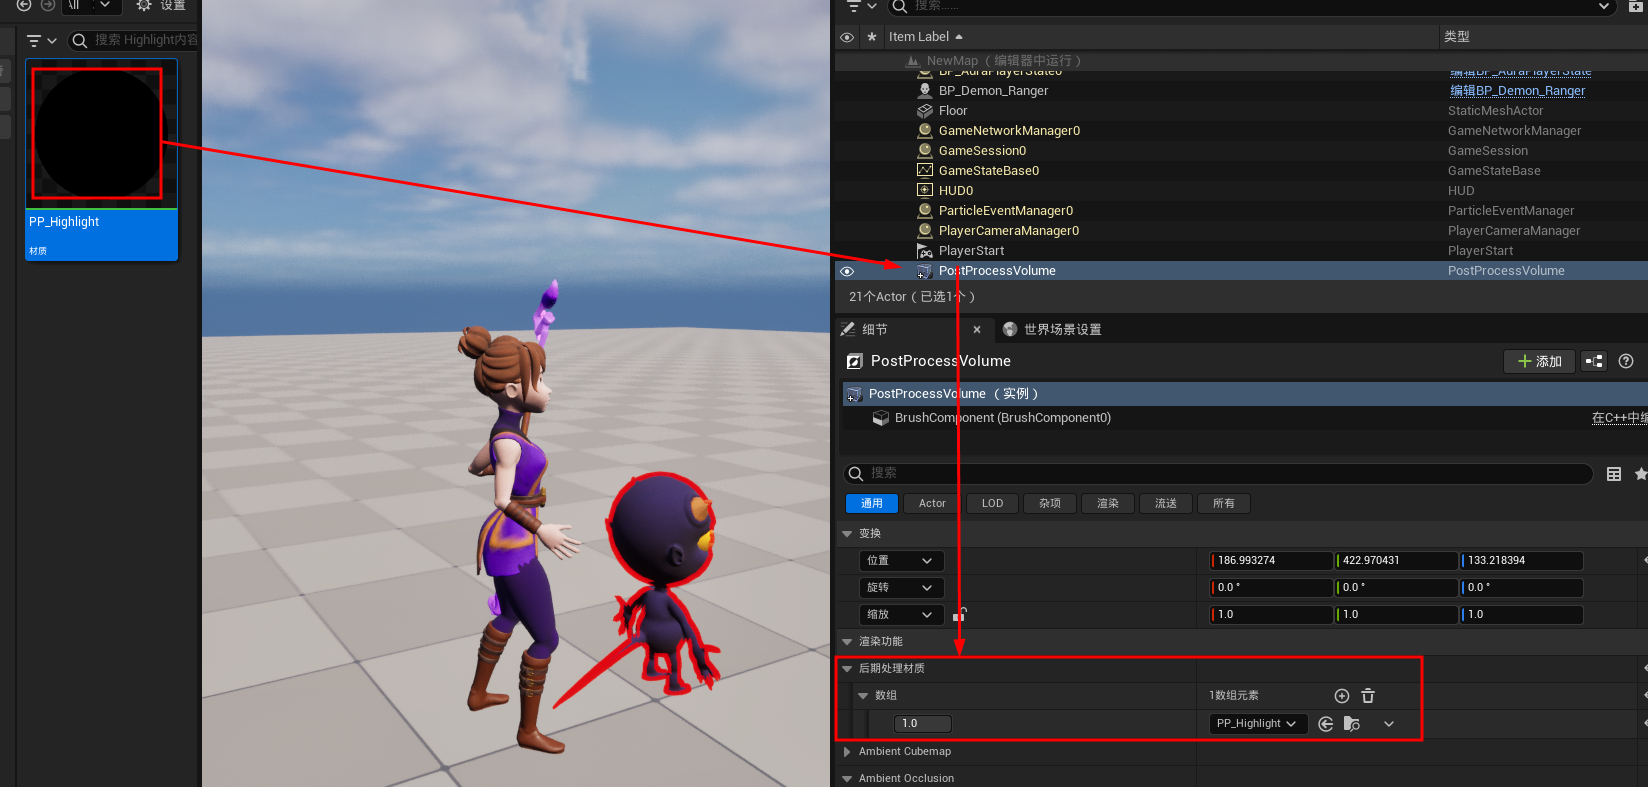 设置
搜索 Highlight内容
PP_Highlight
材质
搜索......
Item Label
类型
NewMap（编辑器中运行）
BP_AuraPlayerState0
编辑BP_AuraPlayerState
BP_Demon_Ranger
编辑BP_Demon_Ranger
Floor
StaticMeshActor
GameNetworkManager0
GameNetworkManager
GameSession0
GameSession
GameStateBase0
GameStateBase
HUD0
HUD
ParticleEventManager0
ParticleEventManager
PlayerCameraManager0
PlayerCameraManager
PlayerStart
PlayerStart
PostProcessVolume
PostProcessVolume
21个Actor（已选1个）
细节
世界场景设置
PostProcessVolume
添加
PostProcessVolume （实例）
BrushComponent (BrushComponent0)
在C++中编
搜索
通用
Actor
LOD
杂项
渲染
流送
所有
变换
位置
186.993274
422.970431
133.218394
旋转
0.0 °
0.0 °
0.0 °
缩放
1.0
1.0
1.0
渲染功能
后期处理材质
数组
1数组元素
1.0
PP_Highlight
Ambient Cubemap
Ambient Occlusion